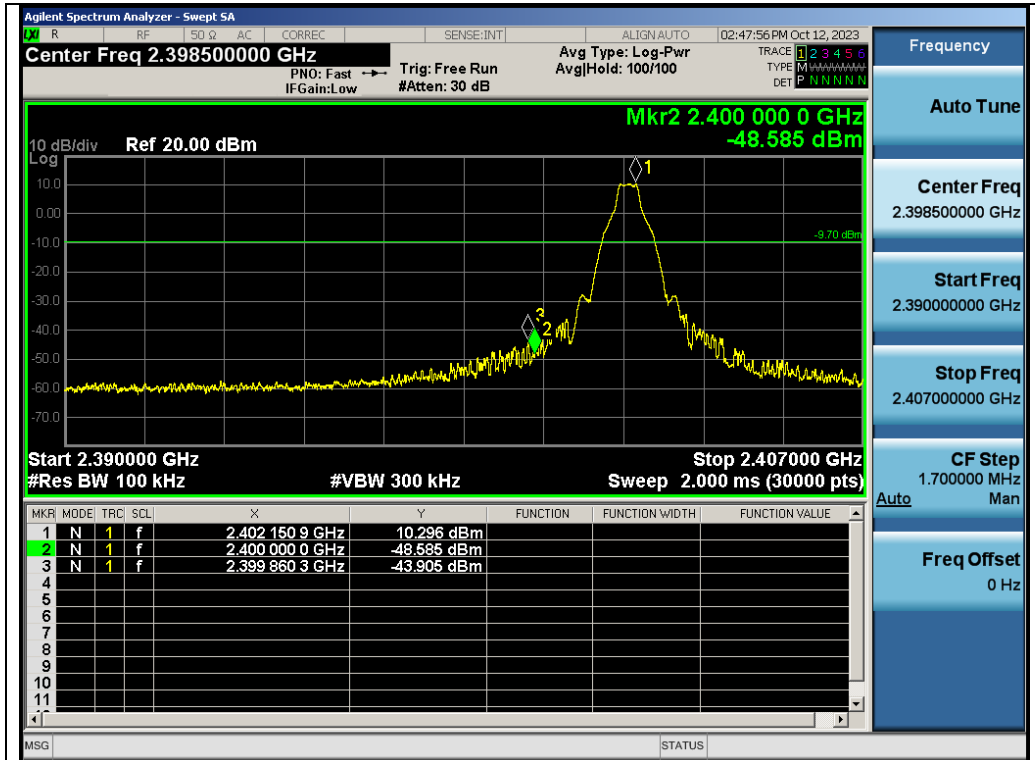 Agilent Spectrum Analyzer - Swept SA
LXI R RF 50 Ω AC CORREC SENSE:INT ALIGN AUTO 02:47:56 PM Oct 12, 2023
Center Freq 2.398500000 GHz
PNO: Fast
IFGain:Low
Trig: Free Run
#Atten: 30 dB
Avg Type: Log-Pwr
Avg|Hold: 100/100
TRACE 1 2 3 4 5 6
TYPE M WWWWW
DET P N N N N N
Mkr2 2.400 000 0 GHz
-48.585 dBm
10 dB/div Ref 20.00 dBm
Log
10.0
0.00
-10.0
-20.0
-30.0
-40.0
-50.0
-60.0
-70.0
1
-9.70 dBm
3
2
Start 2.390000 GHz Stop 2.407000 GHz
#Res BW 100 kHz #VBW 300 kHz Sweep 2.000 ms (30000 pts)
MKR MODE TRC SCL X Y FUNCTION FUNCTION WIDTH FUNCTION VALUE
1 N 1 f 2.402 150 9 GHz 10.296 dBm
2 N 1 f 2.400 000 0 GHz -48.585 dBm
3 N 1 f 2.399 860 3 GHz -43.905 dBm
4
5
6
7
8
9
10
11
MSG STATUS
Frequency
Auto Tune
Center Freq
2.398500000 GHz
Start Freq
2.390000000 GHz
Stop Freq
2.407000000 GHz
CF Step
1.700000 MHz
Auto Man
Freq Offset
0 Hz